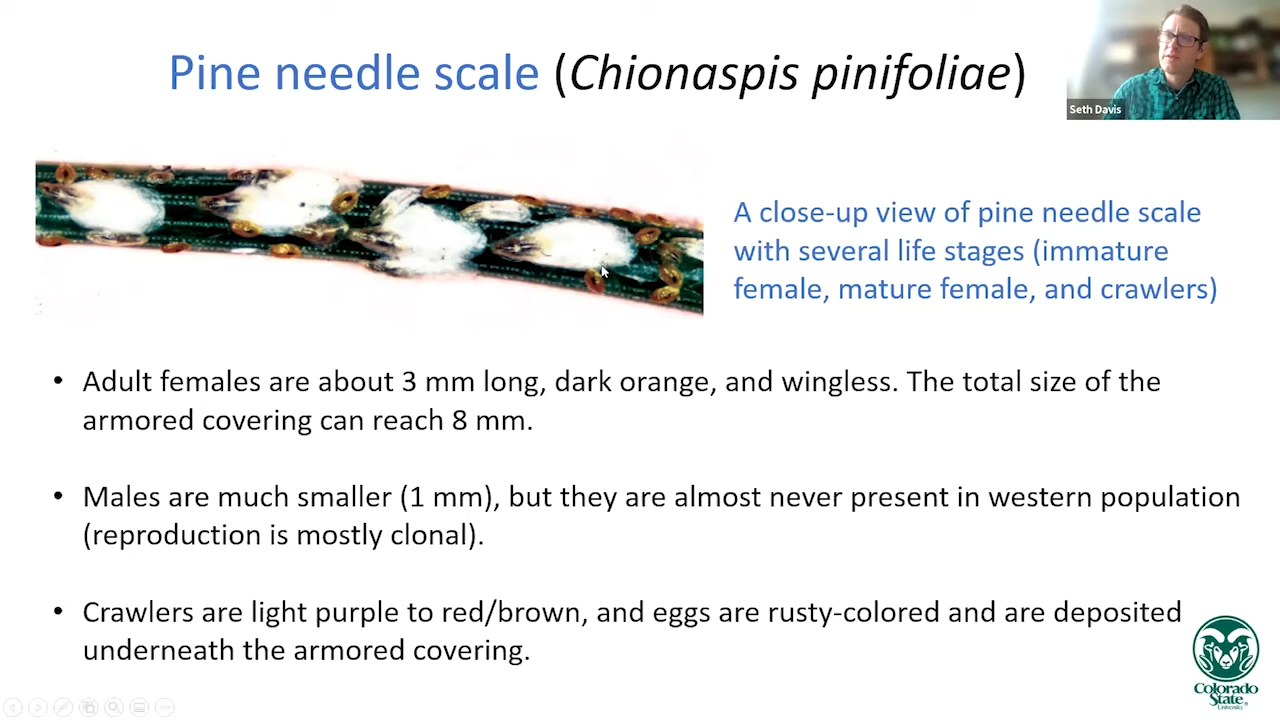 Pine needle scale (Chionaspis pinifoliae)
Seth Davis
A close-up view of pine needle scale
with several life stages (immature
female, mature female, and crawlers)
• Adult females are about 3 mm long, dark orange, and wingless. The total size of the
armored covering can reach 8 mm.
• Males are much smaller (1 mm), but they are almost never present in western population
(reproduction is mostly clonal).
• Crawlers are light purple to red/brown, and eggs are rusty-colored and are deposited
underneath the armored covering.
Colorado
State
University